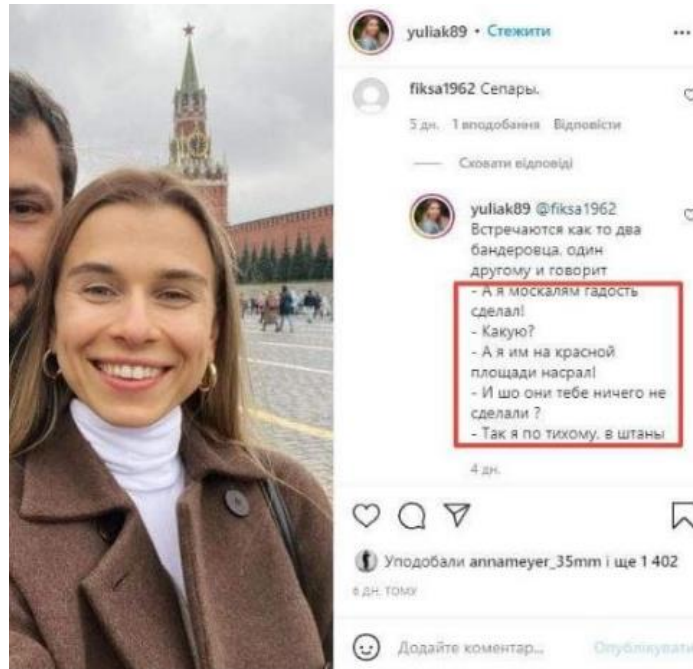 yuliak89 • Стежити
fiksa1962 Сепары.
5 дн. 1 вподобання Відповісти
Сховати відповіді
yuliak89 @fiksa1962
Встречаются как то два
бандеровца. один
другому и говорит
- А я москалям гадость
сделал!
- Какую?
- А я им на красной
площади насрал!
- И шо они тебе ничего не
сделали ?
- Так я по тихому. в штаны
4 дн.
Уподобали annameyer_35mm і ще 1 402
6 ДН. ТОМУ
Додайте коментар... Опублікувати